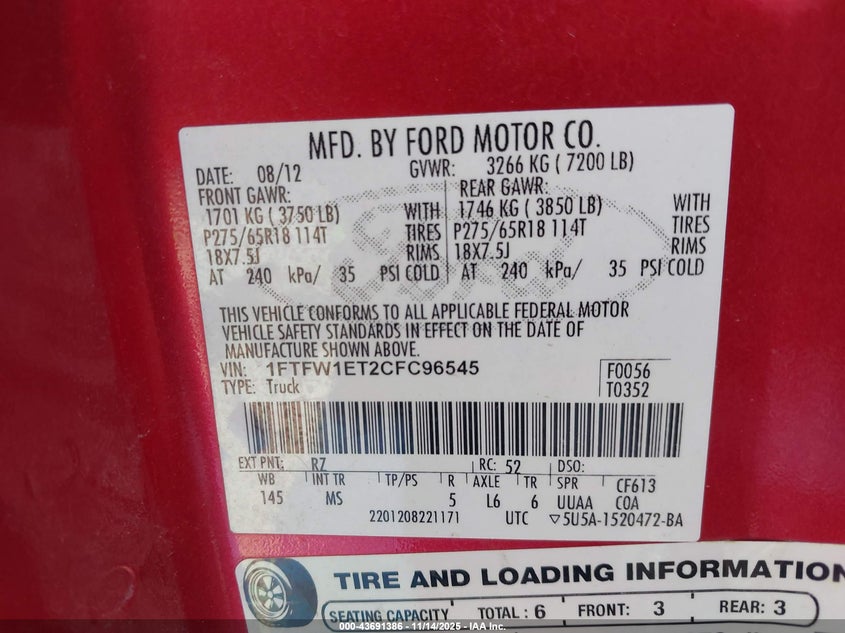 MFD. BY FORD MOTOR CO.
DATE: 08/12 GVWR: 3266 KG ( 7200 LB)
FRONT GAWR: REAR GAWR:
1701 KG ( 3750 LB) WITH 1746 KG ( 3850 LB) WITH
P275/65R18 114T TIRES P275/65R18 114T TIRES
18X7.5J RIMS 18X7.5J RIMS
AT 240 kPa/ 35 PSI COLD AT 240 kPa/ 35 PSI COLD
THIS VEHICLE CONFORMS TO ALL APPLICABLE FEDERAL MOTOR
VEHICLE SAFETY STANDARDS IN EFFECT ON THE DATE OF
MANUFACTURE SHOWN ABOVE.
VIN: 1FTFW1ET2CFC96545 F0056
TYPE: Truck T0352
EXT PNT: RZ RC: 52 DSO:
WB INT TR TP/PS R AXLE TR SPR CF613
145 MS 5 L6 6 UUAA COA
2201208221171 UTC ▽5U5A-1520472-BA
TIRE AND LOADING INFORMATION
SEATING CAPACITY TOTAL : 6 FRONT: 3 REAR: 3
000-43691386 - 11/14/2025 - IAA Inc.